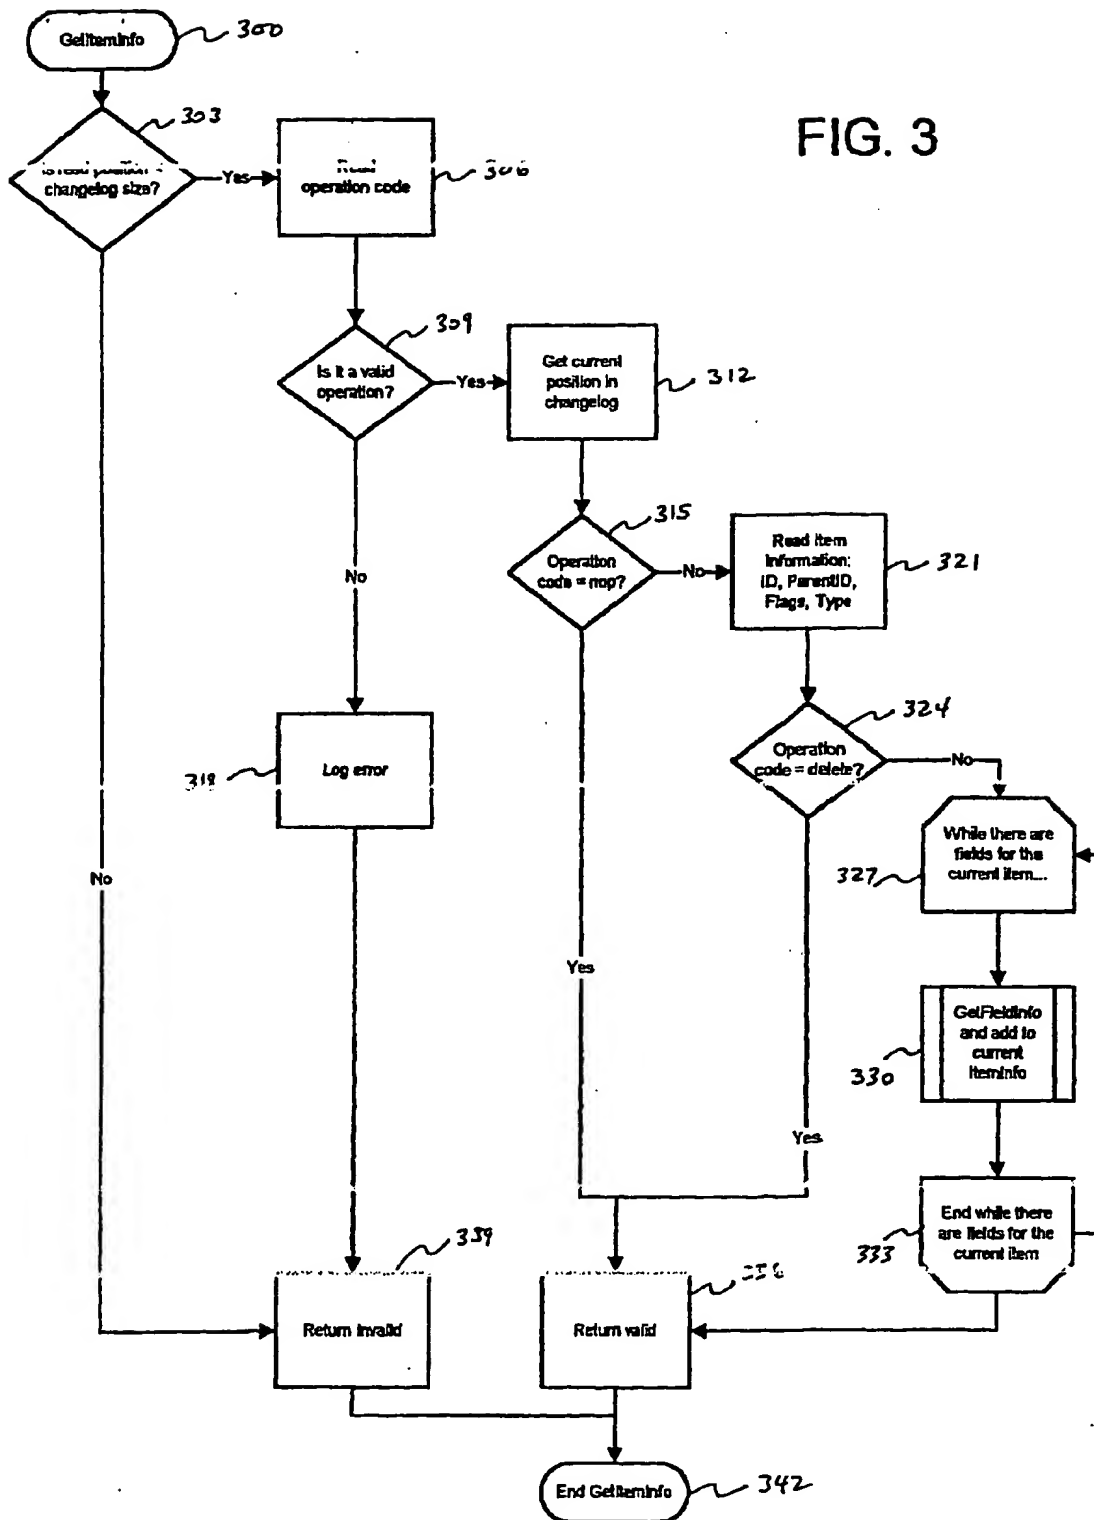 GetItemInfo
300
FIG. 3
303
changelog size?
Yes
Read
operation code
306
309
Is it a valid
operation?
Yes
Get current
position in
changelog
312
315
Operation
code = nop?
No
Read Item
Information:
ID, ParentID,
Flags, Type
321
No
324
Operation
code = delete?
No
318
Log error
While there are
fields for the
current item...
327
No
Yes
GetFieldInfo
and add to
current
ItemInfo
330
Yes
End while there
are fields for the
current item
333
339
Return Invalid
Return valid
End GetItemInfo
342